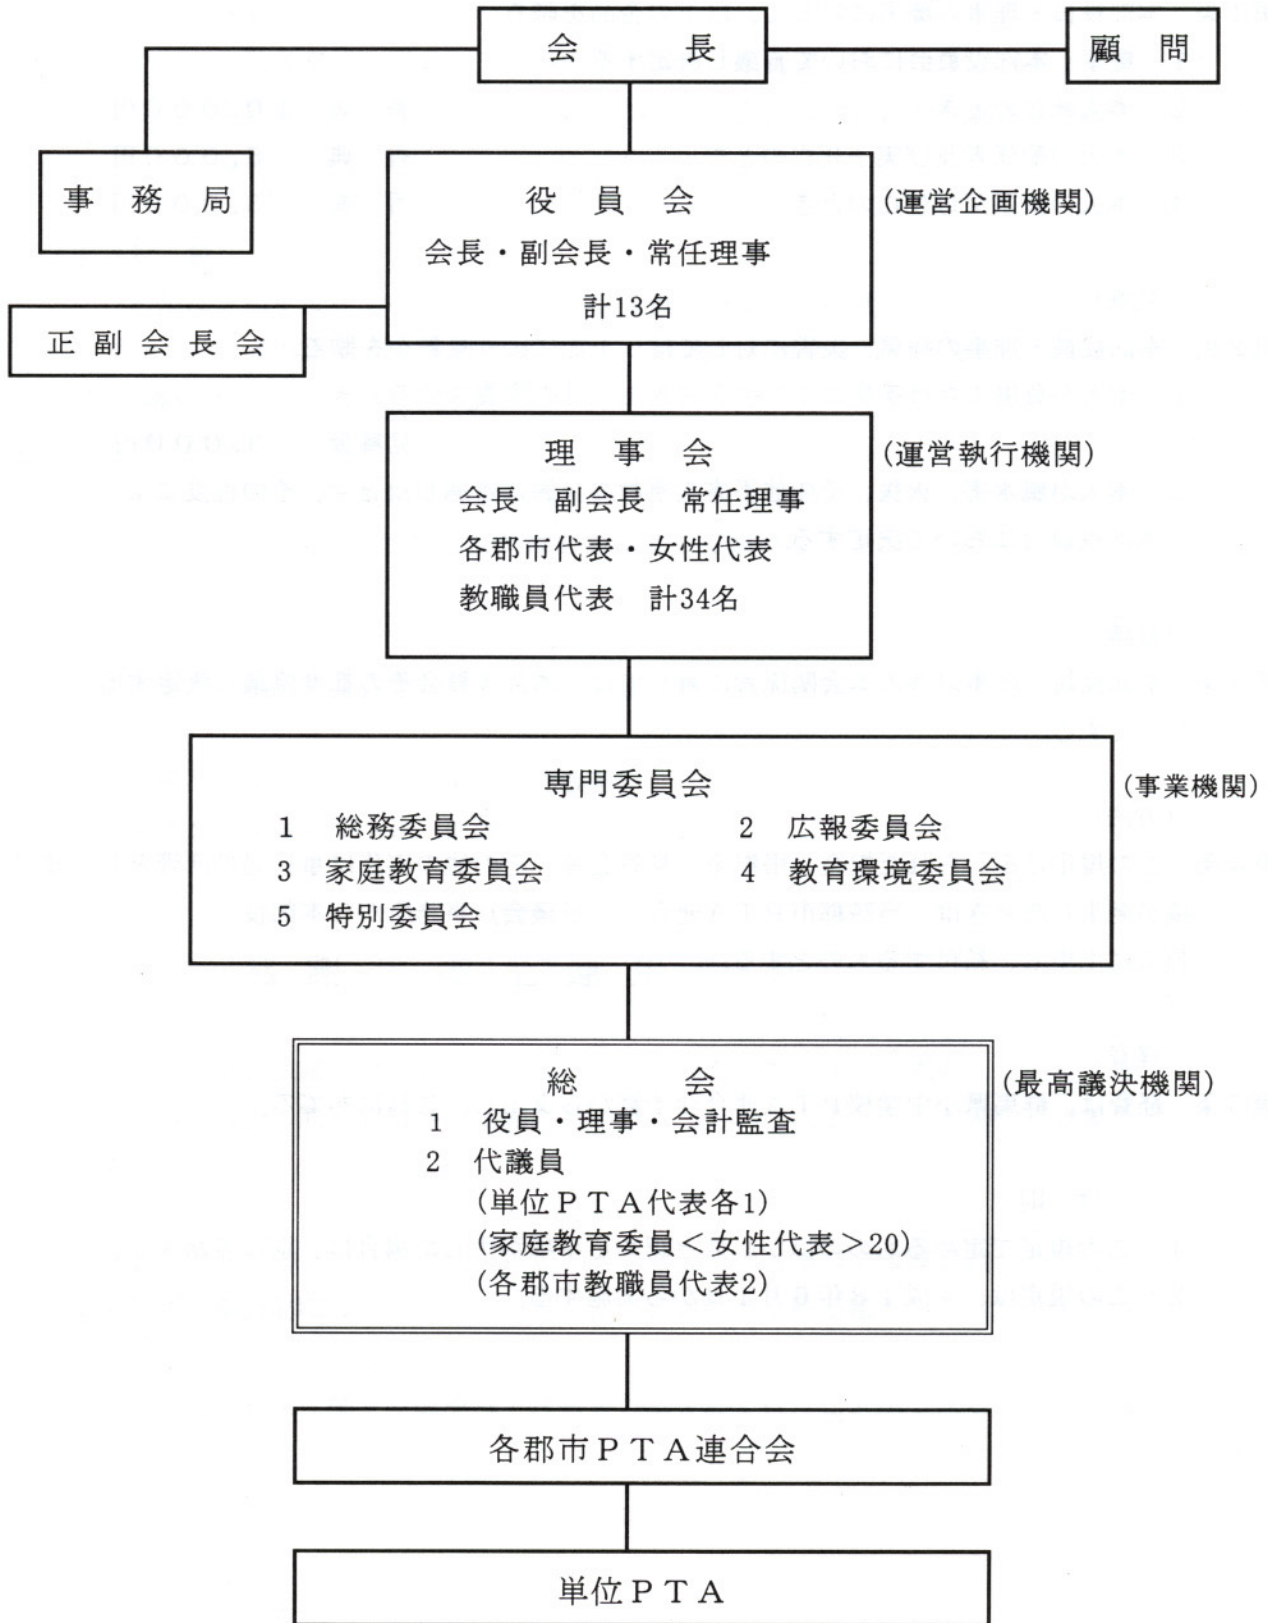 会長
顧問
事務局
役員会
(運営企画機関)
会長・副会長・常任理事
計13名
正副会長会
理事会
(運営執行機関)
会長 副会長 常任理事
各郡市代表・女性代表
教職員代表 計34名
専門委員会
(事業機関)
1 総務委員会 2 広報委員会
3 家庭教育委員会 4 教育環境委員会
5 特別委員会
総会
(最高議決機関)
1 役員・理事・会計監査
2 代議員
(単位PTA代表各1)
(家庭教育委員<女性代表>20)
(各郡市教職員代表2)
各郡市PTA連合会
単位PTA